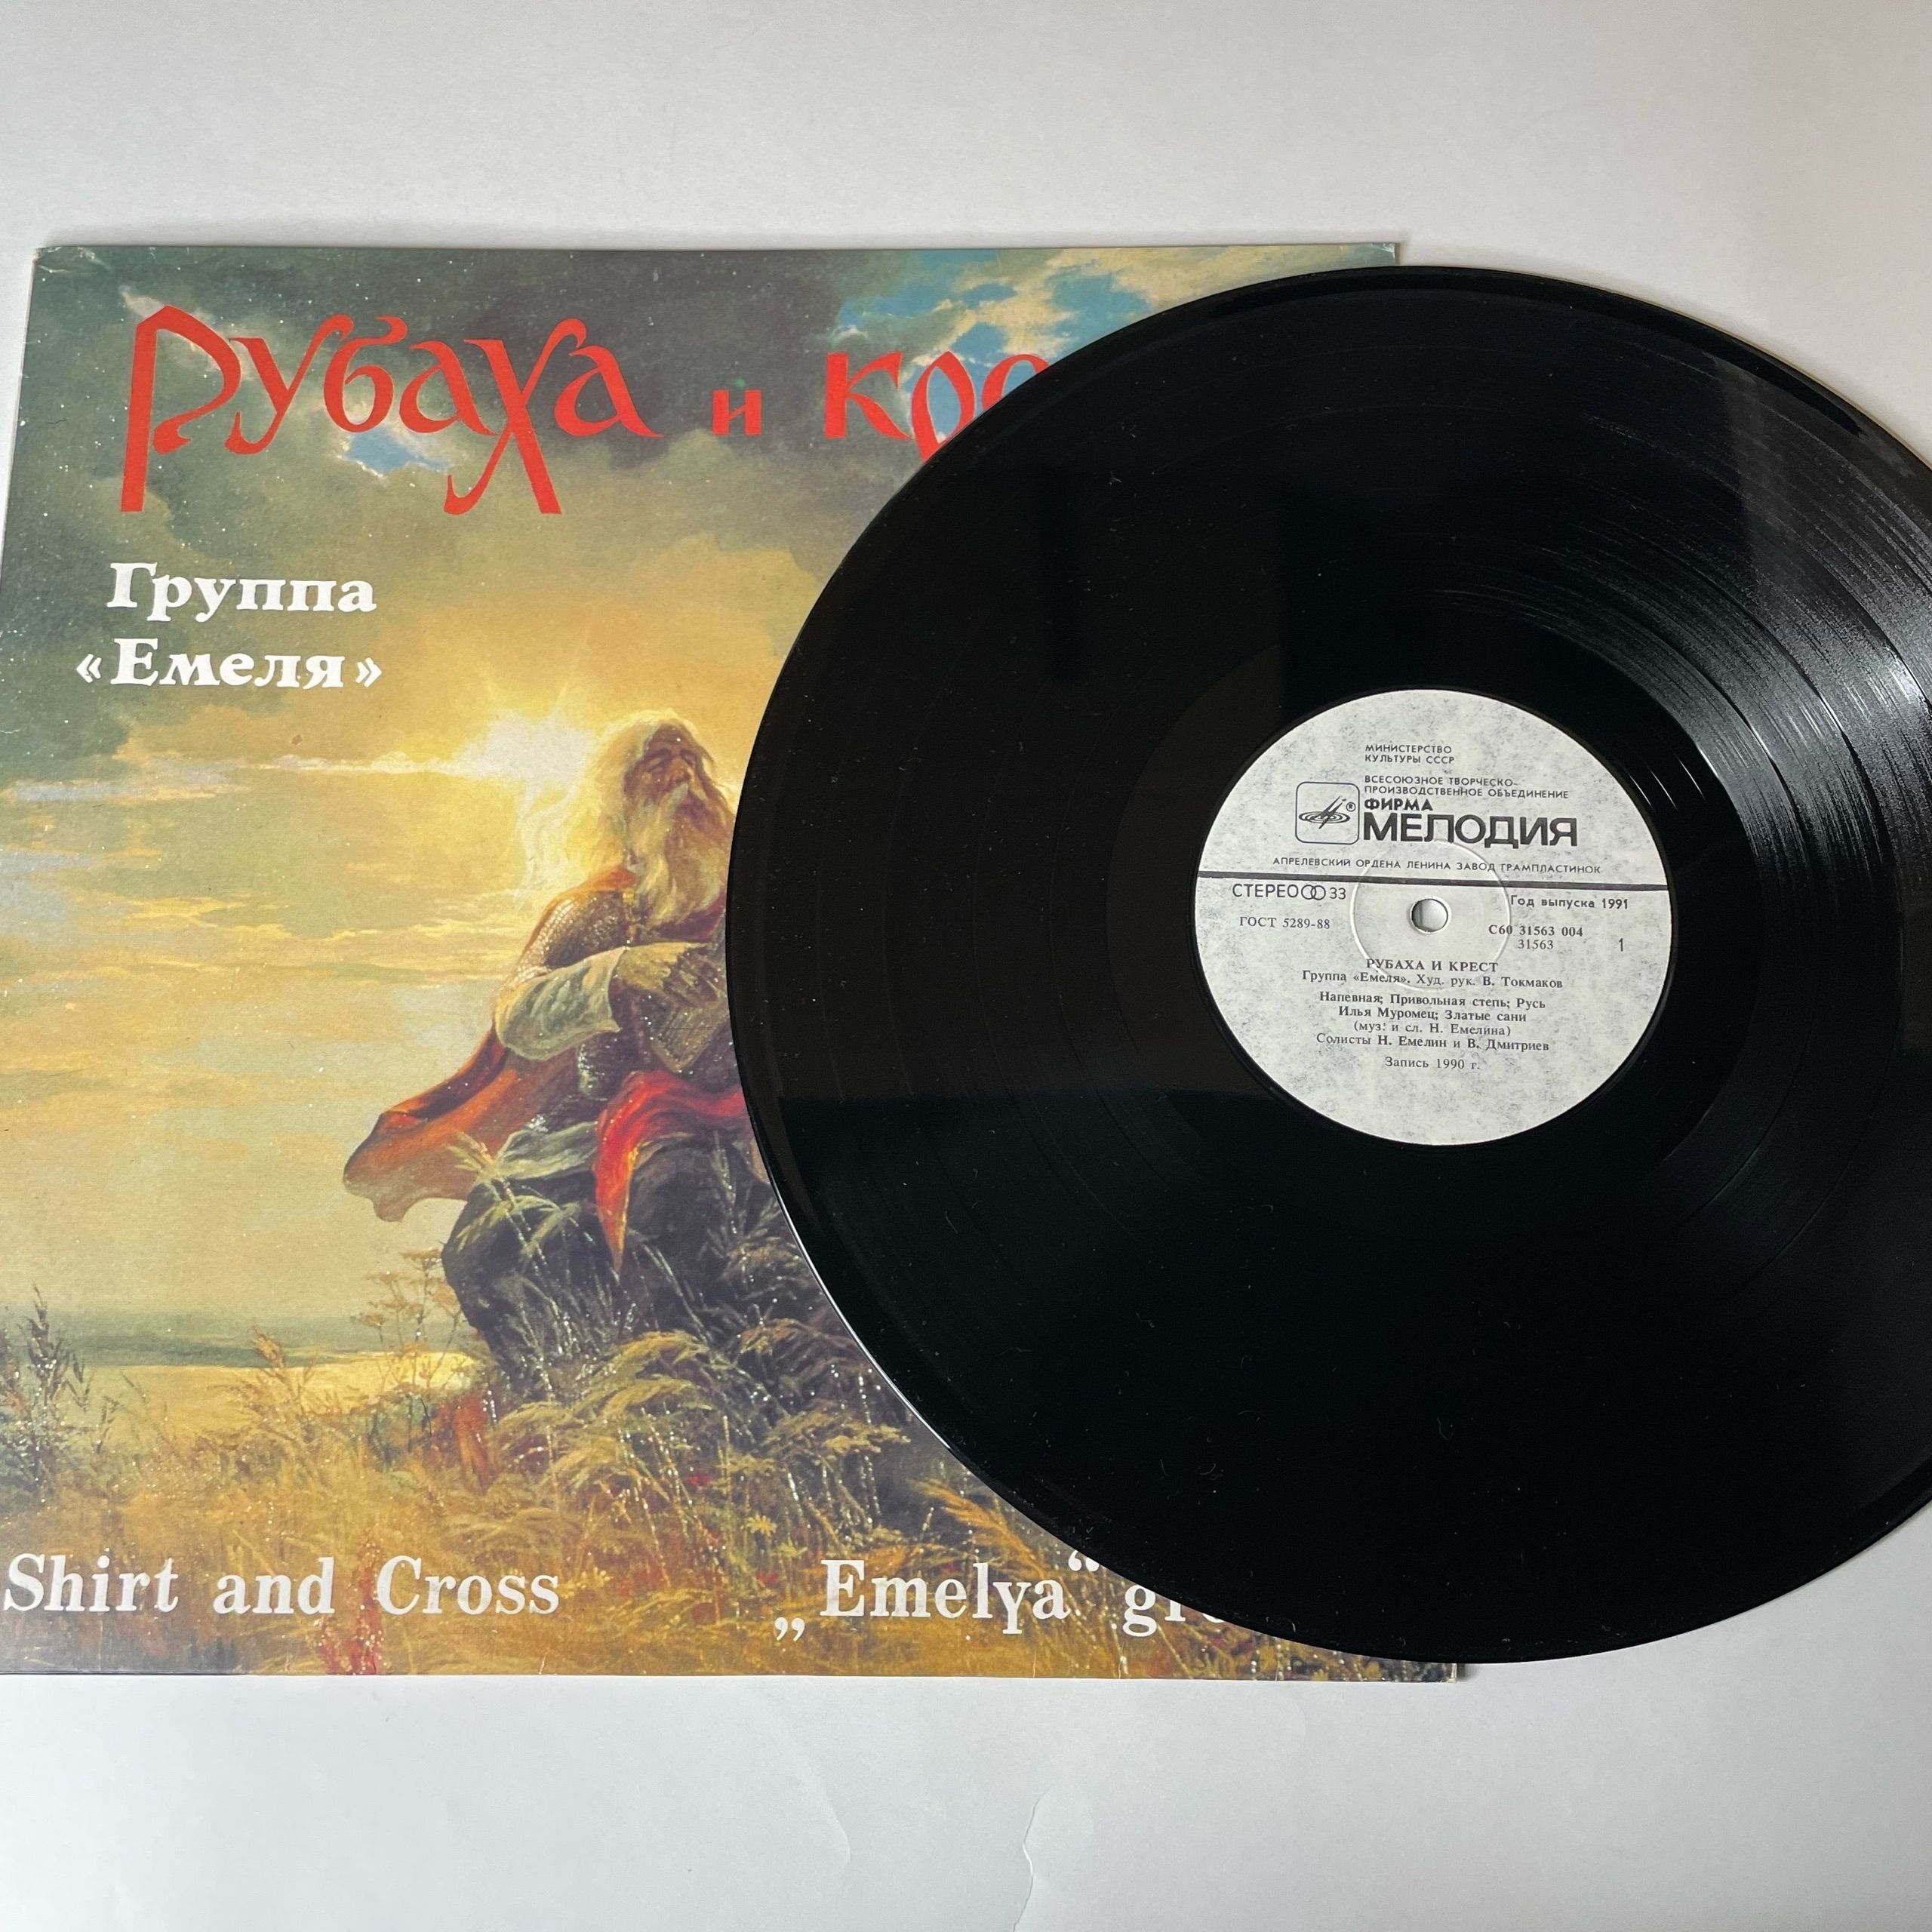 Рубаха и
Группа
«Емеля»
Shirt and Cross
„Emelya“
МИНИСТЕРСТВО
КУЛЬТУРЫ СССР
ВСЕСОЮЗНОЕ ТВОРЧЕСКО-
ПРОИЗВОДСТВЕННОЕ ОБЪЕДИНЕНИЕ
ФИРМА
МЕЛОДИЯ
АПРЕЛЕВСКИЙ ОРДЕНА ЛЕНИНА ЗАВОД ГРАМПЛАСТИНОК
СТЕРЕО 33
Год выпуска 1991
ГОСТ 5289-88
С60 31563 004
31563
1
РУБАХА И КРЕСТ
Группа «Емеля». Худ. рук. В. Токмаков
Напевная; Привольная степь; Русь
Илья Муромец; Златые сани
(муз. и сл. Н. Емелина)
Солисты Н. Емелин и В. Дмитриев
Запись 1990 г.